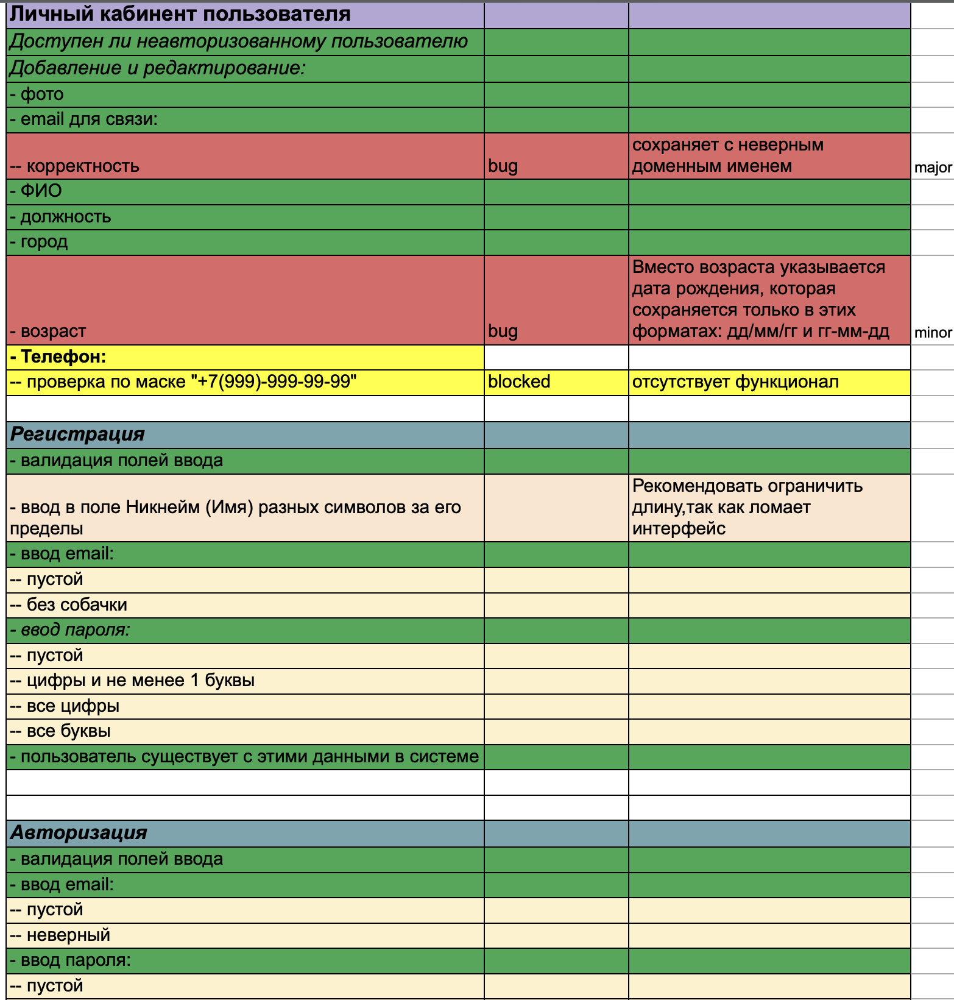 Личный кабинент пользователя
Доступен ли неавторизованному пользователю
Добавление и редактирование:
- фото
- email для связи:
сохраняет с неверным
-- корректность bug доменным именем major
- ФИО
- должность
- город
Вместо возраста указывается
дата рождения, которая
сохраняется только в этих
- возраст bug форматах: дд/мм/гг и гг-мм-дд minor
- Телефон:
-- проверка по маске "+7(999)-999-99-99" blocked отсутствует функционал
Регистрация
- валидация полей ввода
Рекомендовать ограничить
- ввод в поле Никнейм (Имя) разных символов за его длину,так как ломает
пределы интерфейс
- ввод email:
-- пустой
-- без собачки
- ввод пароля:
-- пустой
-- цифры и не менее 1 буквы
-- все цифры
-- все буквы
- пользователь существует с этими данными в системе
Авторизация
- валидация полей ввода
- ввод email:
-- пустой
-- неверный
- ввод пароля:
-- пустой